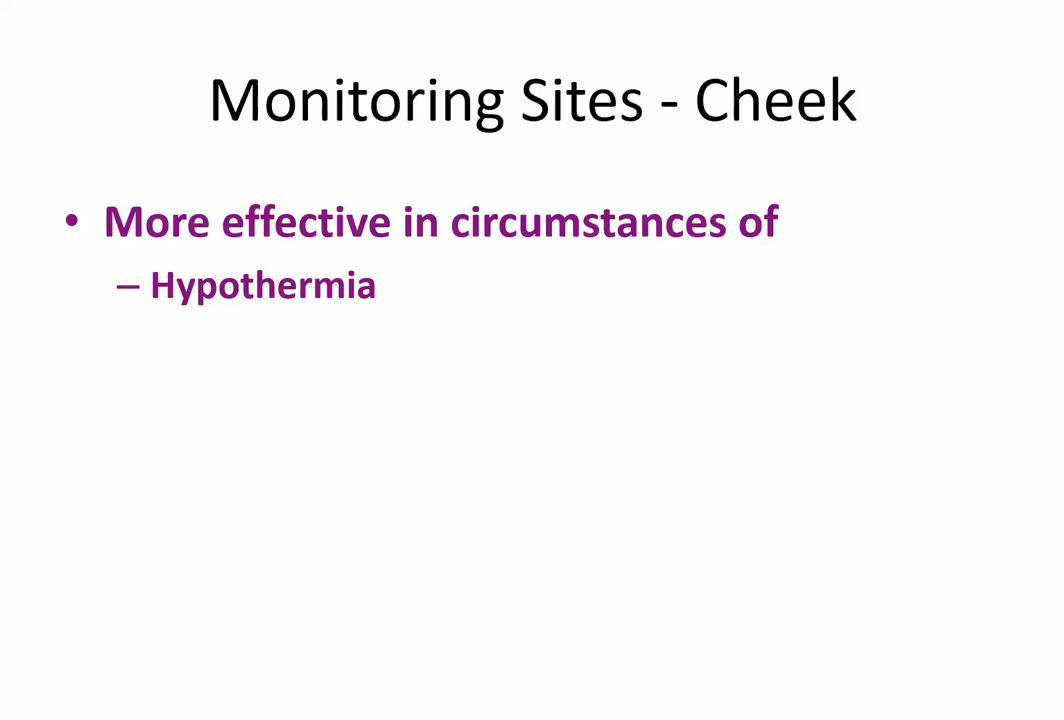 Monitoring Sites - Cheek
• More effective in circumstances of
– Hypothermia